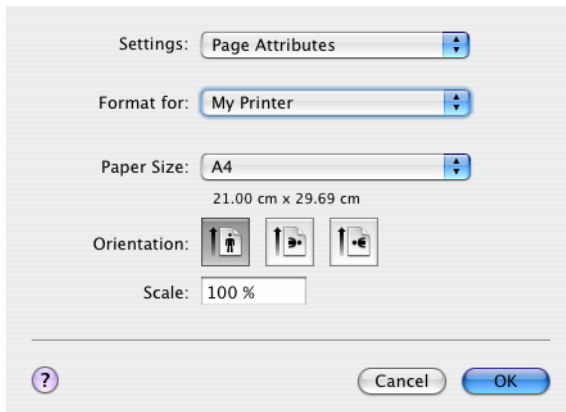 Settings: Page Attributes
Format for: My Printer
Paper Size: A4
21.00 cm x 29.69 cm
Orientation:
Scale: 100 %
? Cancel OK